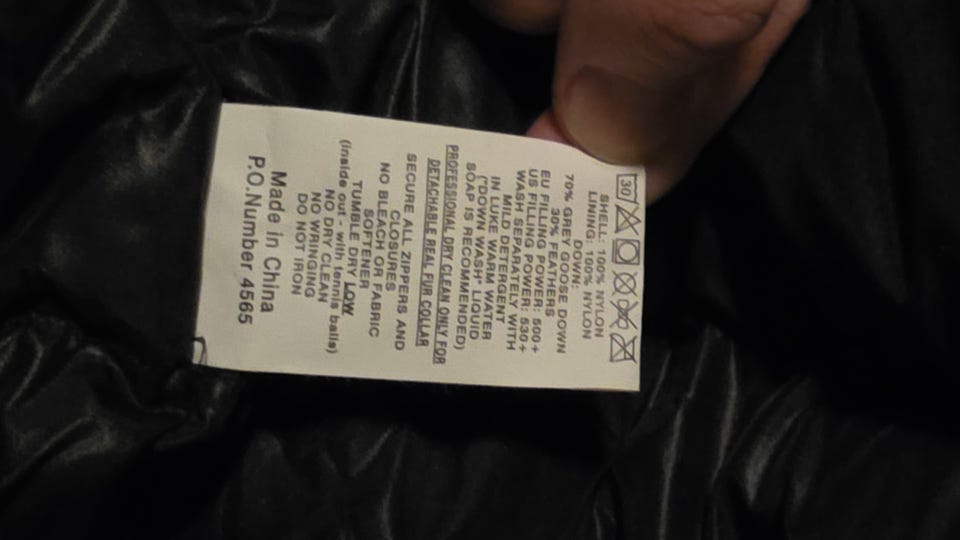 30
SHELL: 100% NYLON
LINING: 100% NYLON
DOWN:
70% GREY GOOSE DOWN
30% FEATHERS
EU FILLING POWER: 500+
US FILLING POWER: 530+
WASH SEPARATELY WITH
MILD DETERGENT
IN LUKE WARM WATER
("DOWN WASH" LIQUID
SOAP IS RECOMMENDED)
PROFESSIONAL DRY CLEAN ONLY FOR
DETACHABLE REAL FUR COLLAR
SECURE ALL ZIPPERS AND
CLOSURES
NO BLEACH OR FABRIC
SOFTENER
TUMBLE DRY LOW
(inside out - with tennis balls)
NO DRY CLEAN
NO WRINGING
DO NOT IRON
Made in China
P.O.Number 4565